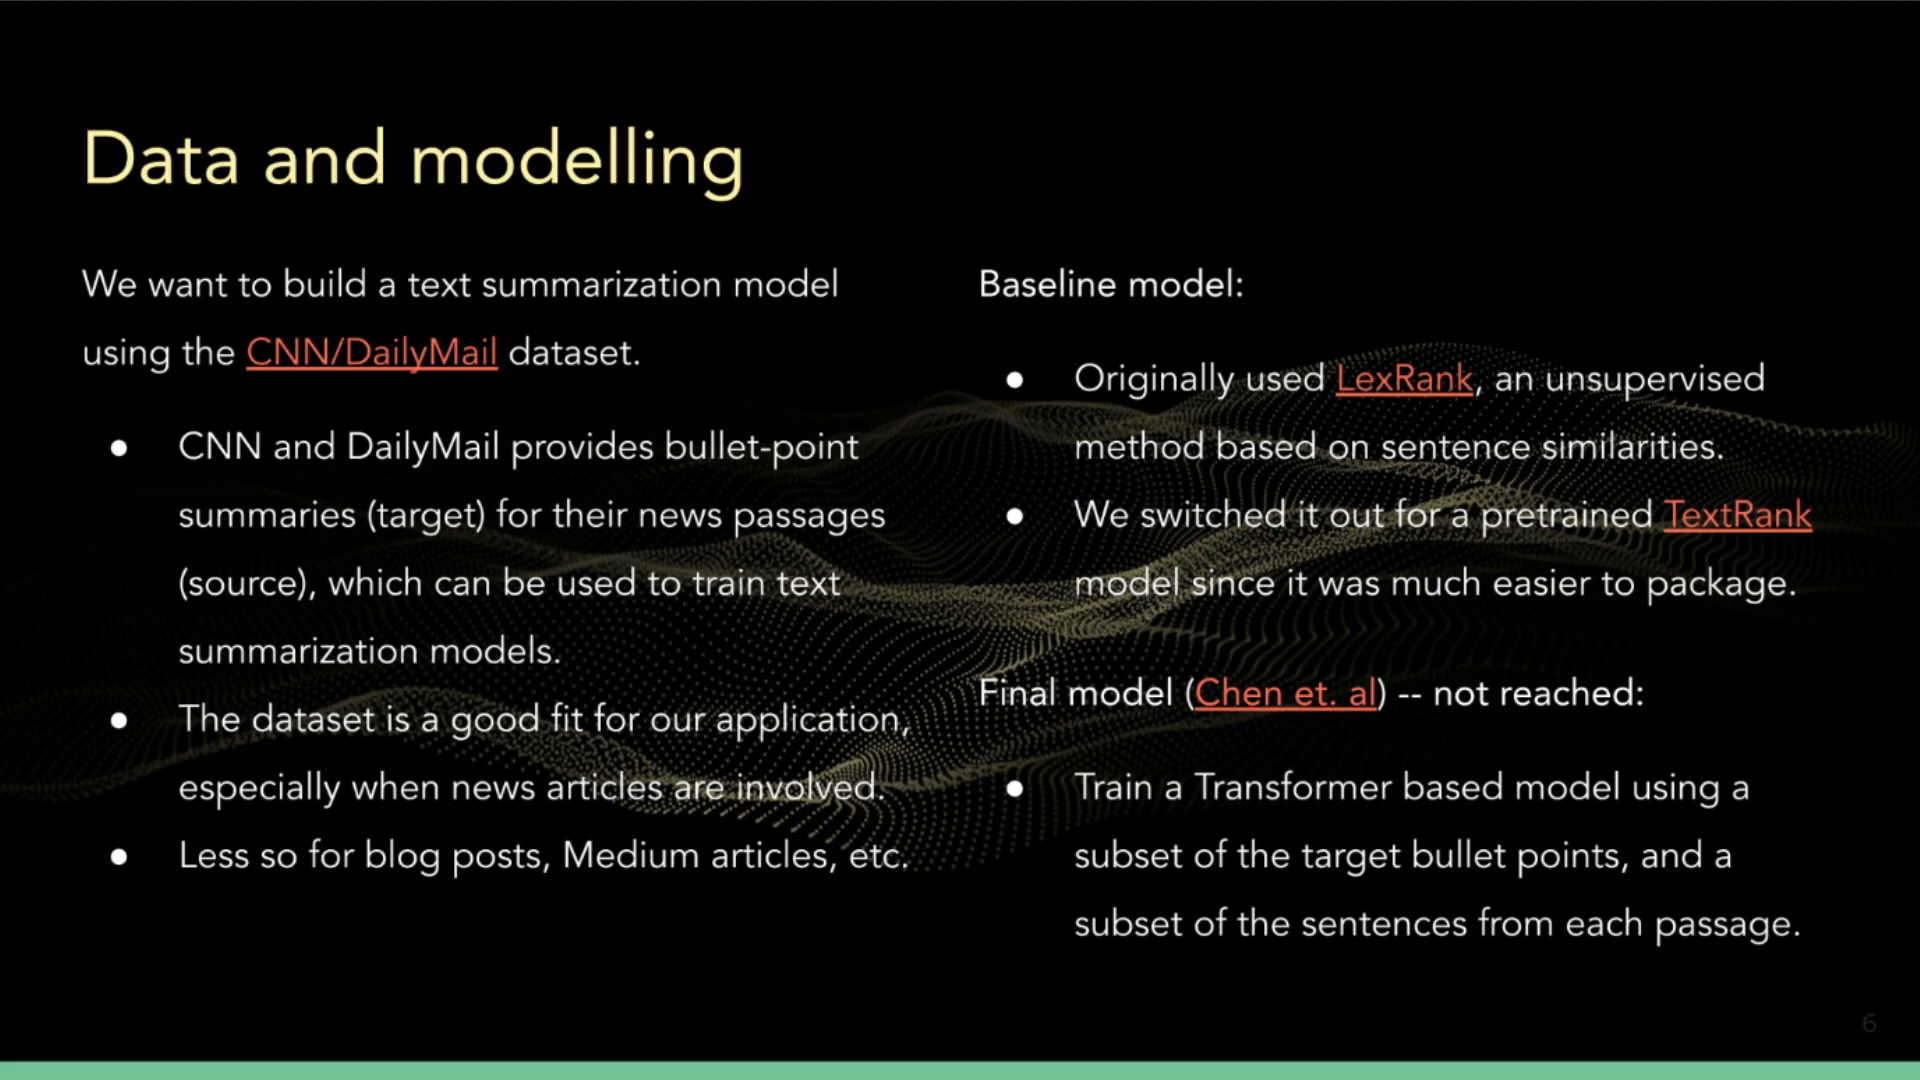 Data and modelling
We want to build a text summarization model
using the CNN/DailyMail dataset.
● CNN and DailyMail provides bullet-point
summaries (target) for their news passages
(source), which can be used to train text
summarization models.
● The dataset is a good fit for our application,
especially when news articles are involved.
● Less so for blog posts, Medium articles, etc.
Baseline model:
● Originally used LexRank, an unsupervised
method based on sentence similarities.
● We switched it out for a pretrained TextRank
model since it was much easier to package.
Final model (Chen et. al) -- not reached:
● Train a Transformer based model using a
subset of the target bullet points, and a
subset of the sentences from each passage.
6